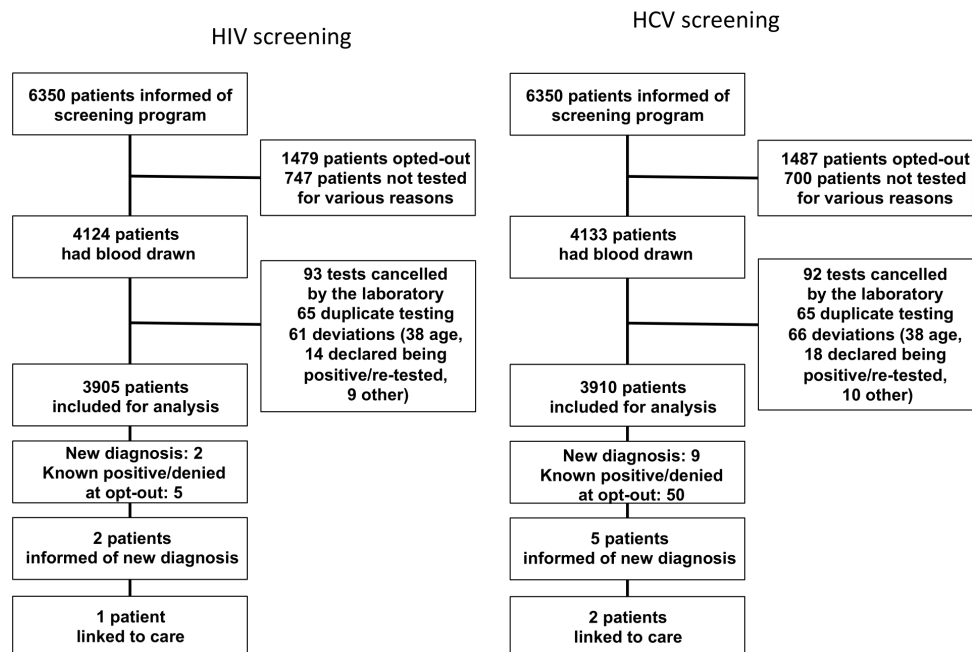 HIV screening
6350 patients informed of
screening program
1479 patients opted-out
747 patients not tested
for various reasons
4124 patients
had blood drawn
93 tests cancelled
by the laboratory
65 duplicate testing
61 deviations (38 age,
14 declared being
positive/re-tested,
9 other)
3905 patients
included for analysis
New diagnosis: 2
Known positive/denied
at opt-out: 5
2 patients
informed of new diagnosis
1 patient
linked to care
HCV screening
6350 patients informed of
screening program
1487 patients opted-out
700 patients not tested
for various reasons
4133 patients
had blood drawn
92 tests cancelled
by the laboratory
65 duplicate testing
66 deviations (38 age,
18 declared being
positive/re-tested,
10 other)
3910 patients
included for analysis
New diagnosis: 9
Known positive/denied
at opt-out: 50
5 patients
informed of new diagnosis
2 patients
linked to care